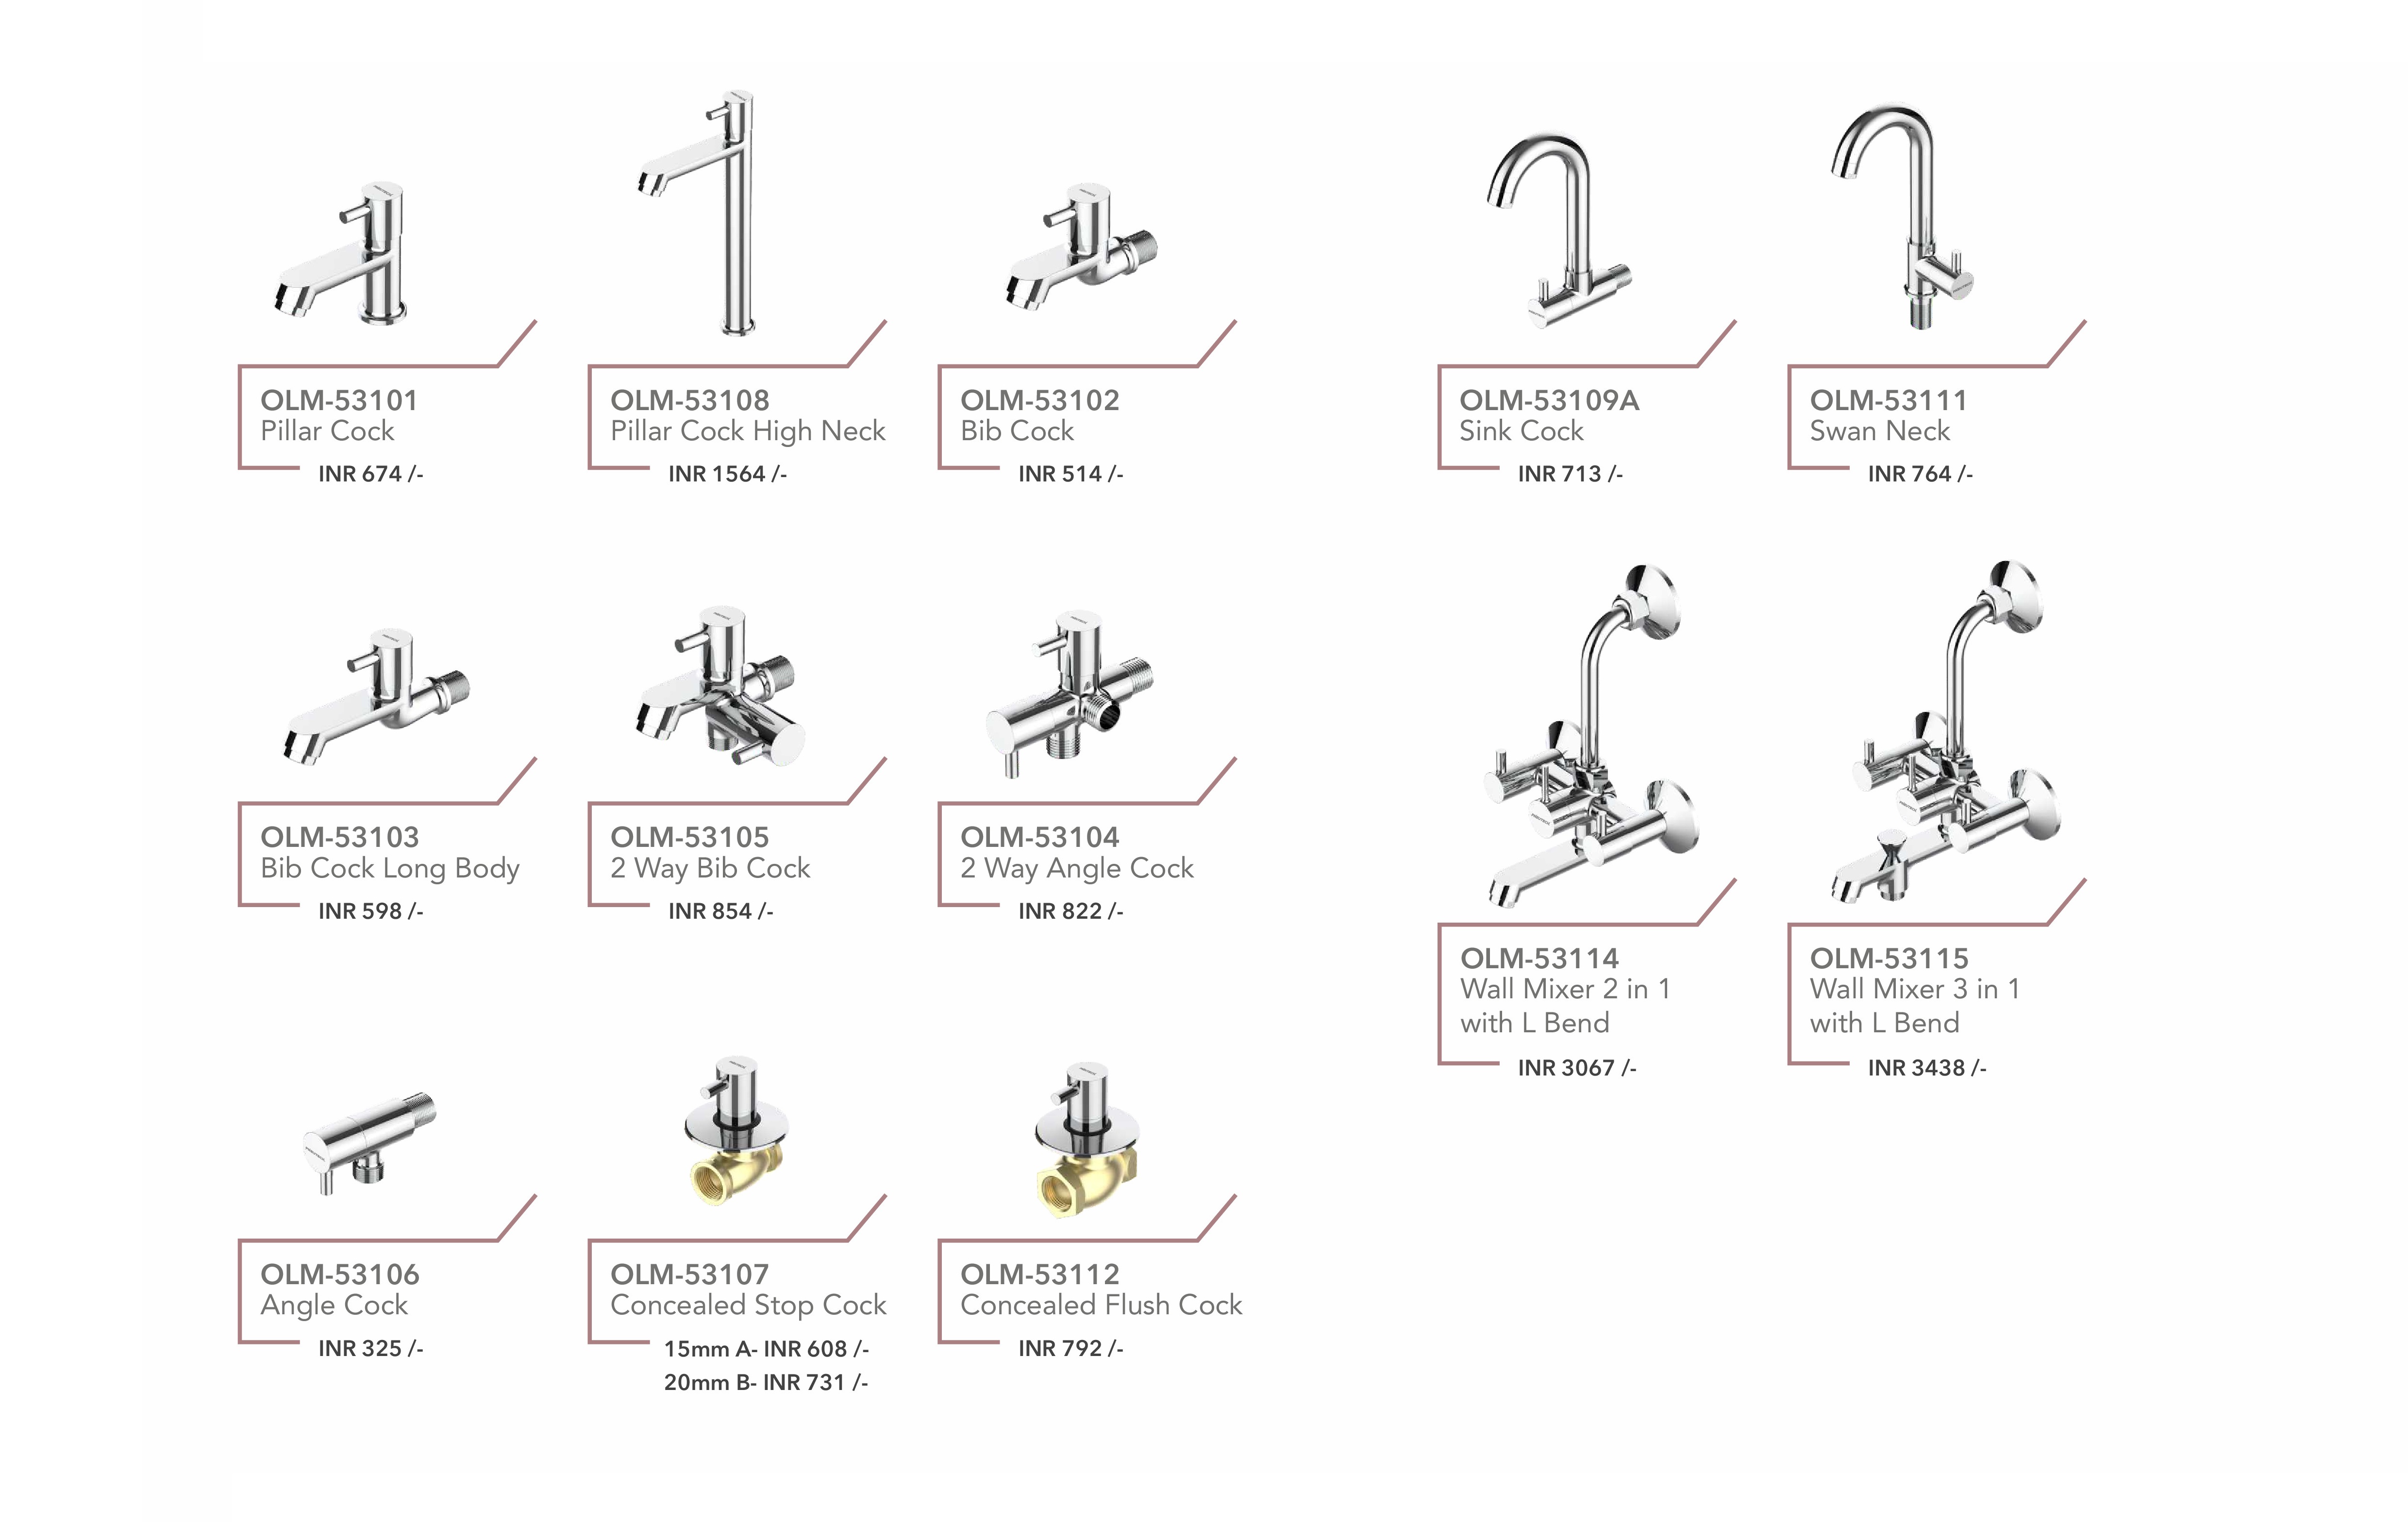 OLM-53101
Pillar Cock
INR 674 /-
OLM-53108
Pillar Cock High Neck
INR 1564 /-
OLM-53102
Bib Cock
INR 514 /-
OLM-53109A
Sink Cock
INR 713 /-
OLM-53111
Swan Neck
INR 764 /-
OLM-53103
Bib Cock Long Body
INR 598 /-
OLM-53105
2 Way Bib Cock
INR 854 /-
OLM-53104
2 Way Angle Cock
INR 822 /-
OLM-53114
Wall Mixer 2 in 1
with L Bend
INR 3067 /-
OLM-53115
Wall Mixer 3 in 1
with L Bend
INR 3438 /-
OLM-53106
Angle Cock
INR 325 /-
OLM-53107
Concealed Stop Cock
15mm A- INR 608 /-
20mm B- INR 731 /-
OLM-53112
Concealed Flush Cock
INR 792 /-